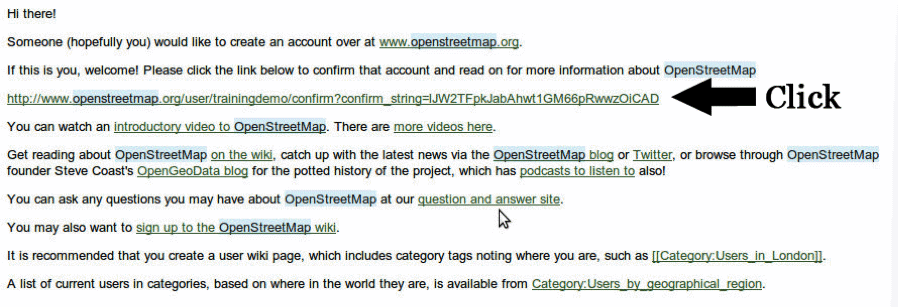 Hi there!
Someone (hopefully you) would like to create an account over at www.openstreetmap.org.
If this is you, welcome! Please click the link below to confirm that account and read on for more information about OpenStreetMap
http://www.openstreetmap.org/user/trainingdemo/confirm?confirm_string=lJW2TFpkJabAhwt1GM66pRwwzOiCAD
Click
You can watch an introductory video to OpenStreetMap. There are more videos here.
Get reading about OpenStreetMap on the wiki, catch up with the latest news via the OpenStreetMap blog or Twitter, or browse through OpenStreetMap
founder Steve Coast's OpenGeoData blog for the potted history of the project, which has podcasts to listen to also!
You can ask any questions you may have about OpenStreetMap at our question and answer site.
You may also want to sign up to the OpenStreetMap wiki.
It is recommended that you create a user wiki page, which includes category tags noting where you are, such as [[Category:Users_in_London]].
A list of current users in categories, based on where in the world they are, is available from Category:Users_by_geographical_region.